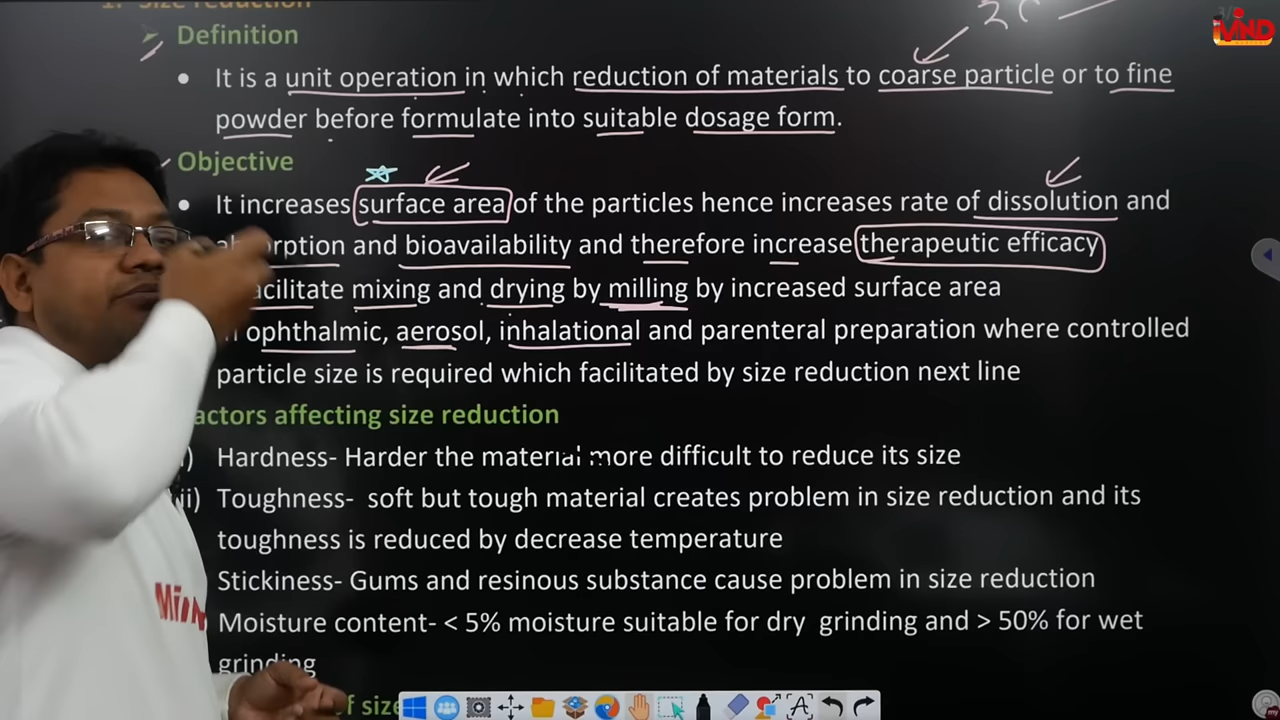 1. Size reduction
Definition
It is a unit operation in which reduction of materials to coarse particle or to fine
powder before formulate into suitable dosage form.
Objective
It increases surface area of the particles hence increases rate of dissolution and
and bioavailability and therefore increase therapeutic efficacy
mixing and drying by milling by increased surface area
ophthalmic, aerosol, inhalational and parenteral preparation where controlled
particle size is required which facilitated by size reduction next line
affecting size reduction
Hardness- Harder the material more difficult to reduce its size
ii) Toughness- soft but tough material creates problem in size reduction and its
toughness is reduced by decrease temperature
Stickiness- Gums and resinous substance cause problem in size reduction
Moisture content- < 5% moisture suitable for dry grinding and > 50% for wet
grinding